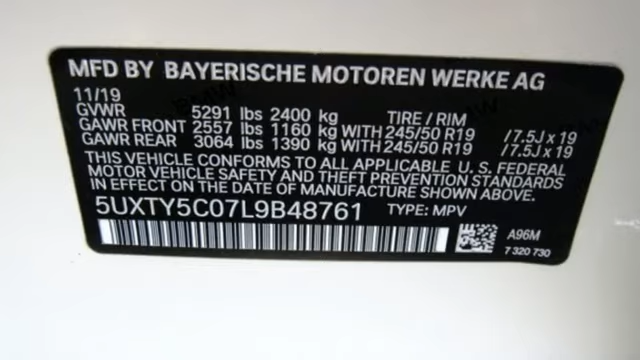 MFD BY BAYERISCHE MOTOREN WERKE AG
11/19
GVWR 5291 lbs 2400 kg TIRE / RIM
GAWR FRONT 2557 lbs 1160 kg WITH 245/50 R19 /7.5J x 19
GAWR REAR 3064 lbs 1390 kg WITH 245/50 R19 /7.5J x 19
THIS VEHICLE CONFORMS TO ALL APPLICABLE U. S. FEDERAL
MOTOR VEHICLE SAFETY AND THEFT PREVENTION STANDARDS
IN EFFECT ON THE DATE OF MANUFACTURE SHOWN ABOVE.
5UXTY5C07L9B48761 TYPE: MPV
A96M
7 320 730